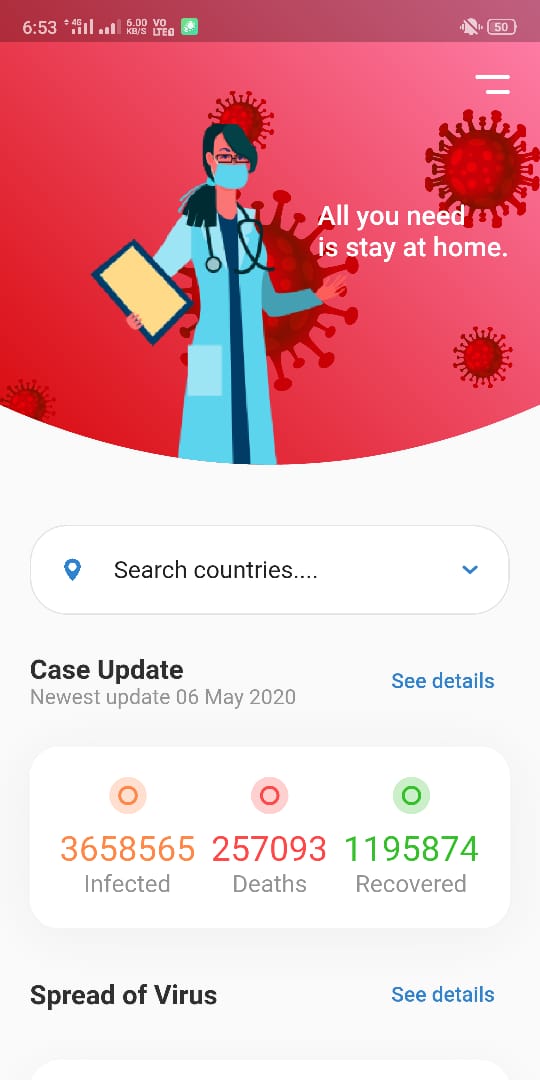 6:53 4G 6.00 KB/S VO LTE1 50
All you need
is stay at home.
Search countries....
Case Update
Newest update 06 May 2020
See details
3658565 257093 1195874
Infected Deaths Recovered
Spread of Virus
See details